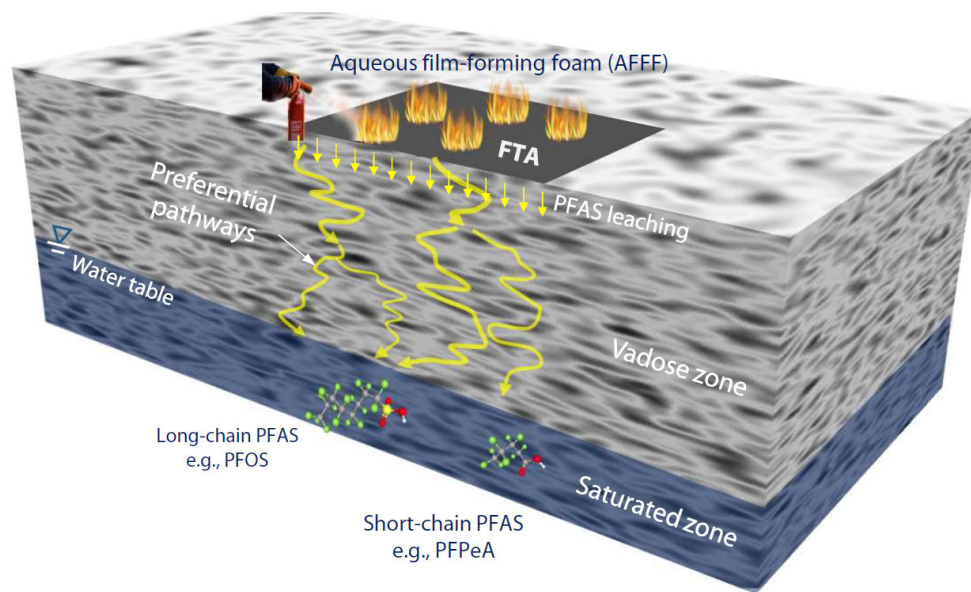 Aqueous film-forming foam (AFFF)
FTA
Preferential
pathways
PFAS leaching
Water table
Vadose zone
Long-chain PFAS
e.g., PFOS
Saturated zone
Short-chain PFAS
e.g., PFPeA